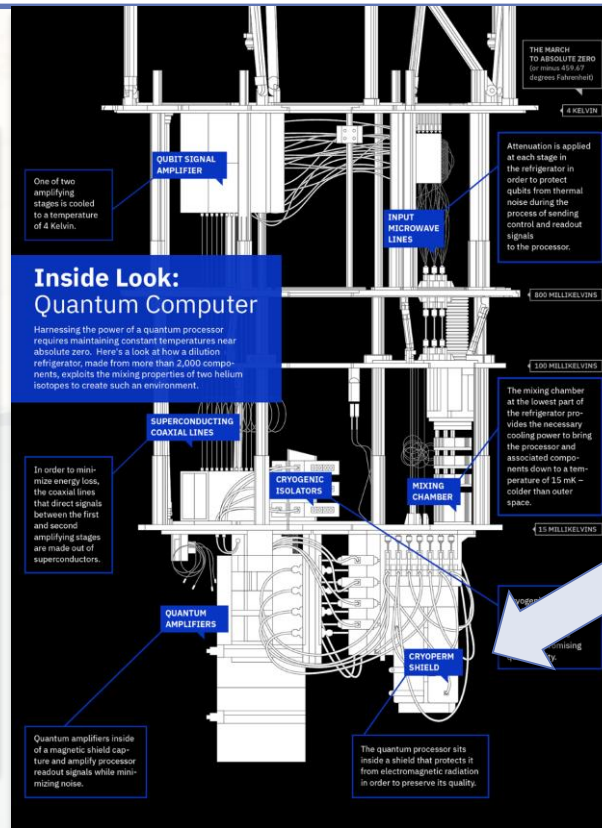 THE MARCH
TO ABSOLUTE ZERO
(or minus 459.67
degrees Fahrenheit)
4 KELVIN
QUBIT SIGNAL
AMPLIFIER
One of two
amplifying
stages is cooled
to a temperature
of 4 Kelvin.
Attenuation is applied
at each stage in
the refrigerator in
order to protect
qubits from thermal
noise during the
process of sending
control and readout
signals
to the processor.
INPUT
MICROWAVE
LINES
Inside Look:
Quantum Computer
Harnessing the power of a quantum processor
requires maintaining constant temperatures near
absolute zero. Here's a look at how a dilution
refrigerator, made from more than 2,000 compo-
nents, exploits the mixing properties of two helium
isotopes to create such an environment.
800 MILLIKELVINS
100 MILLIKELVINS
The mixing chamber
at the lowest part of
the refrigerator pro-
vides the necessary
cooling power to bring
the processor and
associated compo-
nents down to a tem-
perature of 15 mK –
colder than outer
space.
SUPERCONDUCTING
COAXIAL LINES
In order to mini-
mize energy loss,
the coaxial lines
that direct signals
between the first
and second
amplifying stages
are made out of
superconductors.
CRYOGENIC
ISOLATORS
MIXING
CHAMBER
15 MILLIKELVINS
QUANTUM
AMPLIFIERS
CRYOPERM
SHIELD
Quantum amplifiers inside
of a magnetic shield cap-
ture and amplify processor
readout signals while mini-
mizing noise.
The quantum processor sits
inside a shield that protects it
from electromagnetic radiation
in order to preserve its quality.